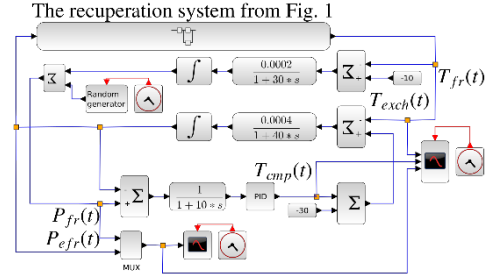 The recuperation system from Fig. 1
T_fr(t)
∫ 0.0002 / 1 + 30 * s Σ + -10
Σ
Random generator
T_exch(t)
∫ 0.0004 / 1 + 40 * s Σ - +
T_cmp(t)
+ Σ 1 / 1 + 10 * s PID Σ
-30
P_fr(t)
P_efr(t)
MUX